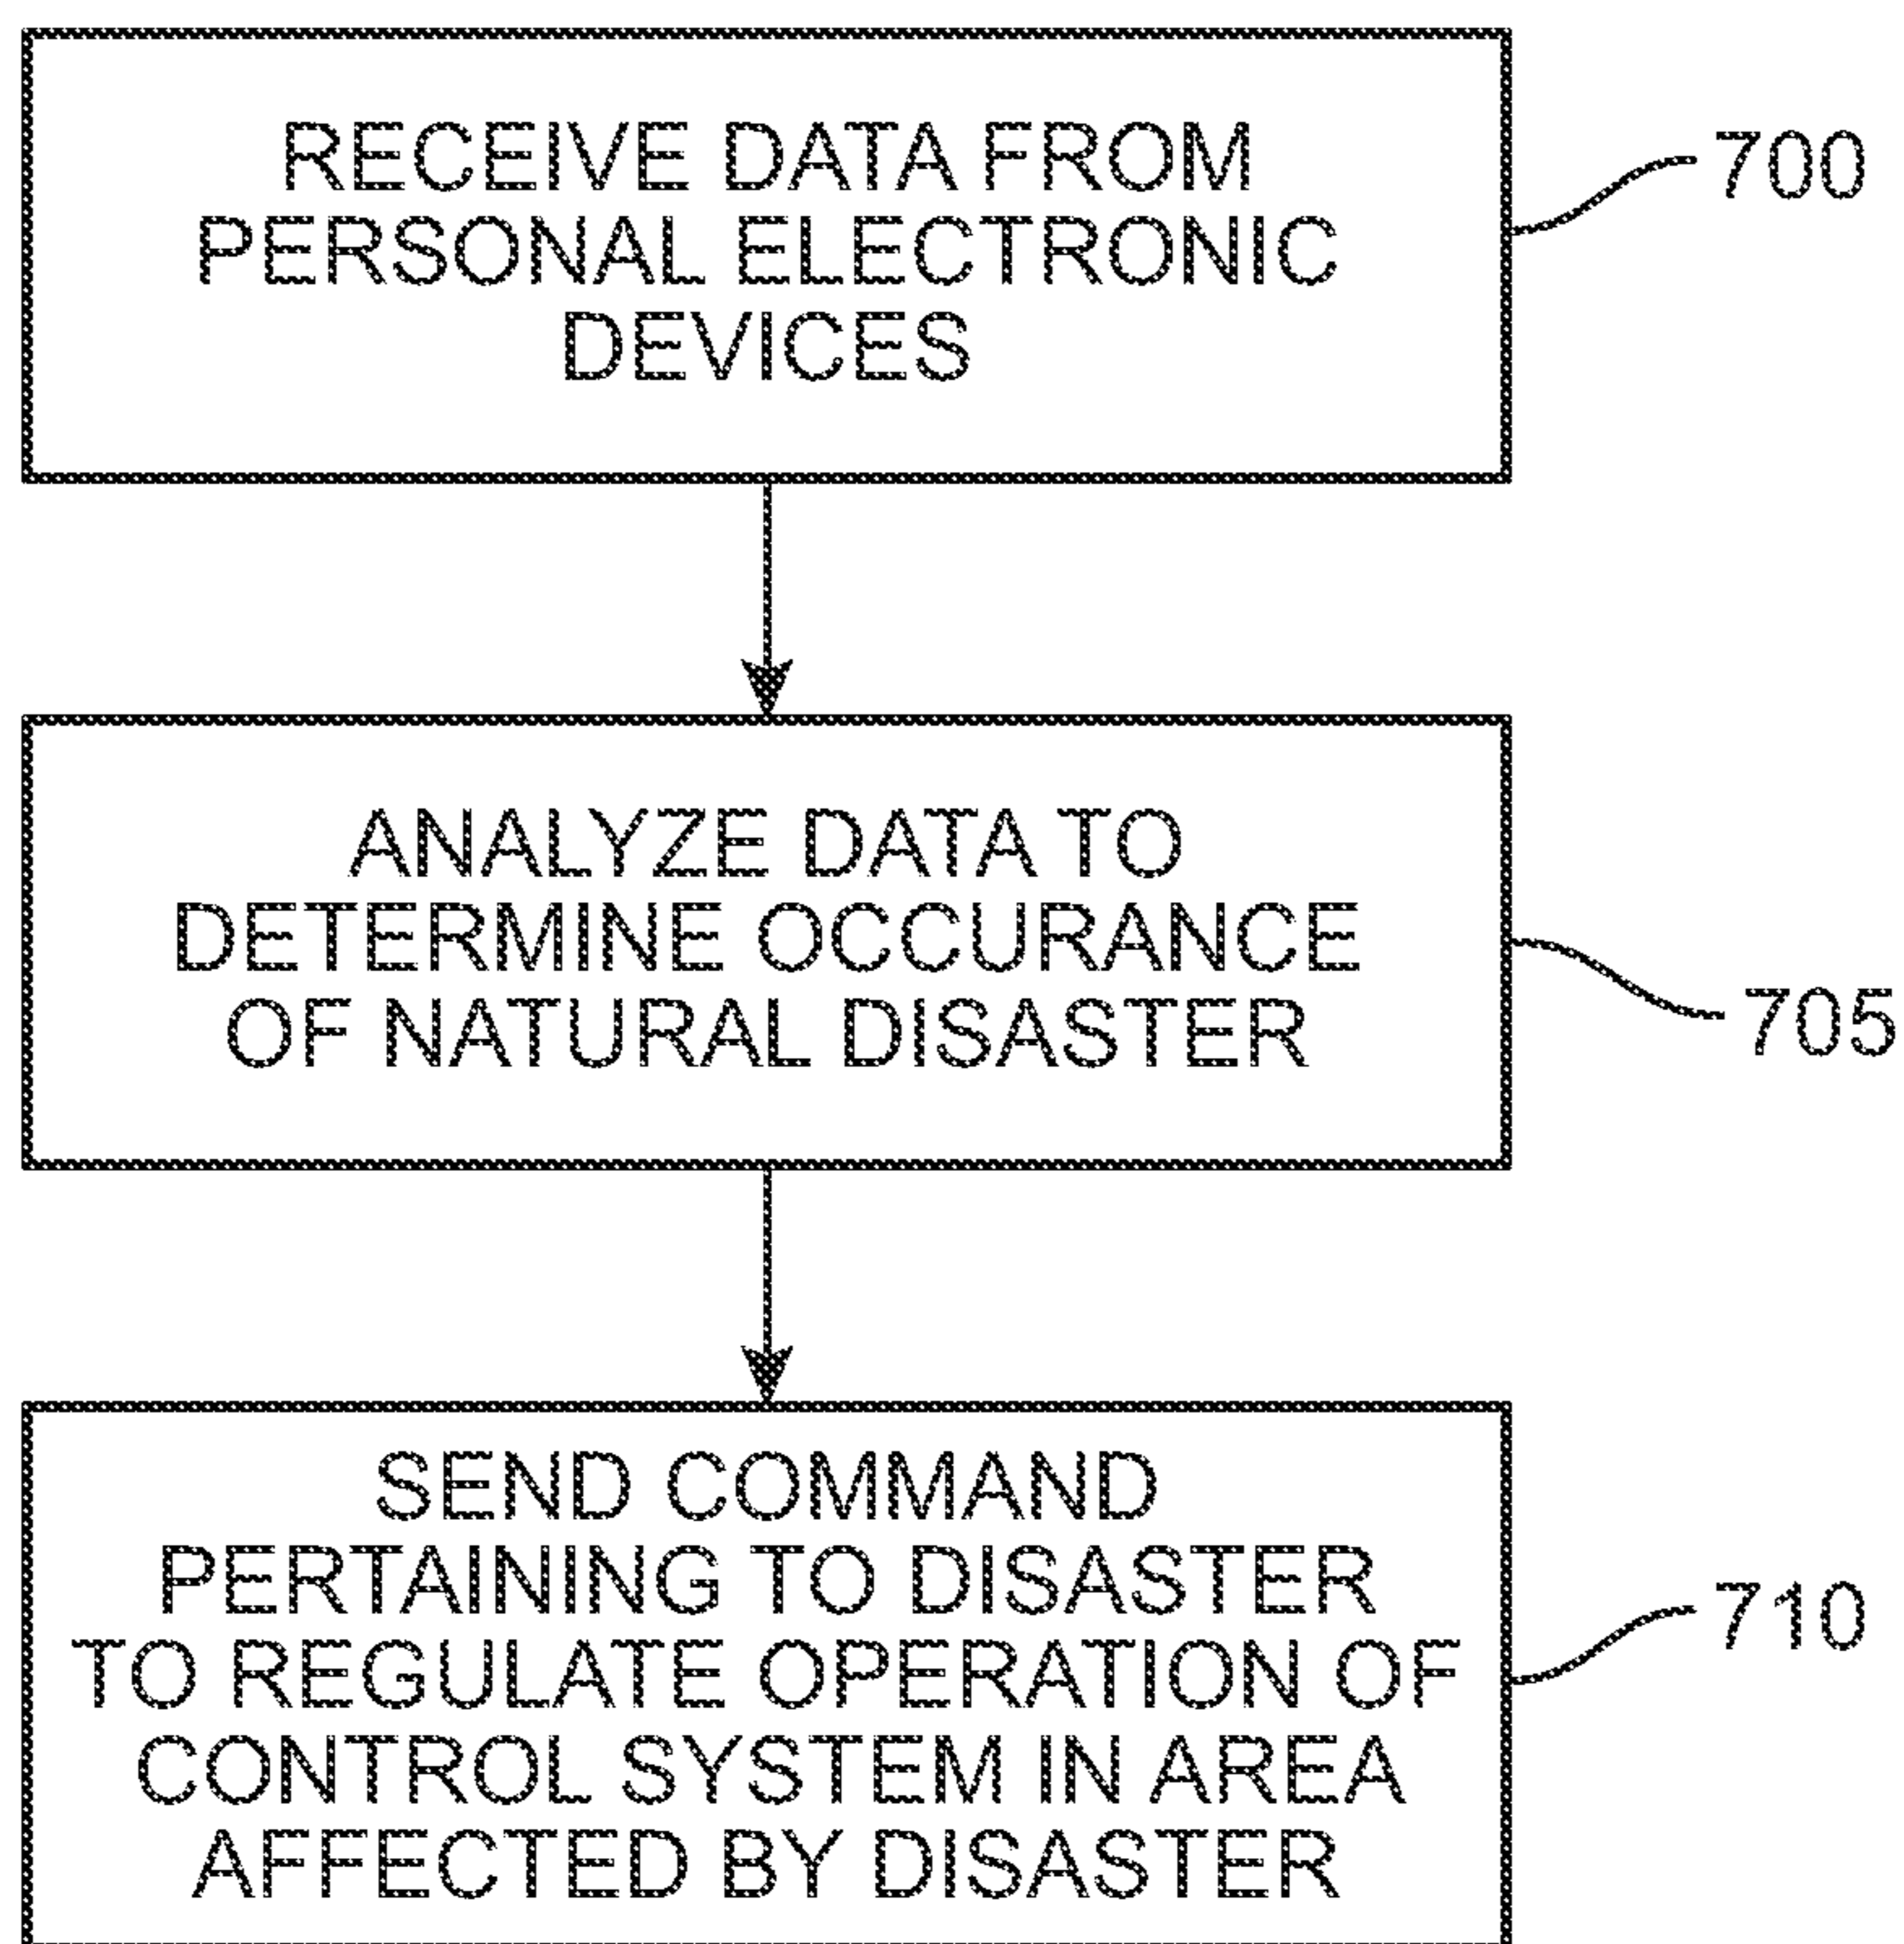 RECEIVE DATA FROM
PERSONAL ELECTRONIC
DEVICES
700
ANALYZE DATA TO
DETERMINE OCCURANCE
OF NATURAL DISASTER
705
SEND COMMAND
PERTAINING TO DISASTER
TO REGULATE OPERATION OF
CONTROL SYSTEM IN AREA
AFFECTED BY DISASTER
710